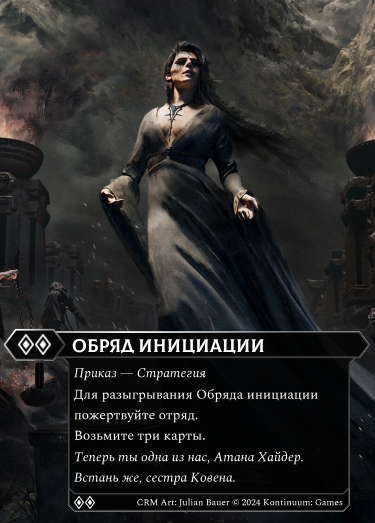 ОБРЯД ИНИЦИАЦИИ
Приказ — Стратегия
Для разыгрывания Обряда инициации
пожертвуйте отряд.
Возьмите три карты.
Теперь ты одна из нас, Атана Хайдер.
Встань же, сестра Ковена.
CRM Art: Julian Bauer © 2024 Kontinuum: Games